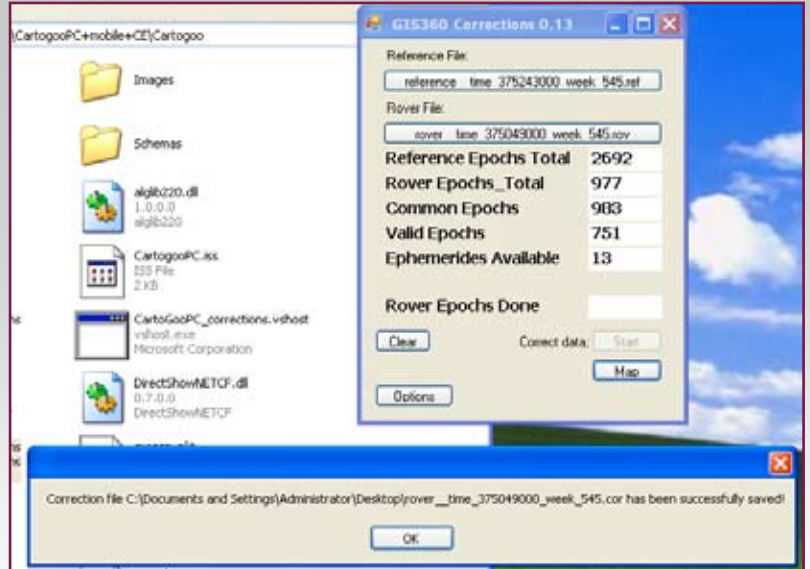 \CartogooPC+mobile+CE\Cartogoo
Images
Schemas
alglib220.dll
1.0.0.0
alglib220
CartogooPC.iss
ISS File
2 KB
CartoGooPC_corrections.vshost
vshost.exe
Microsoft Corporation
DirectShowNETCF.dll
0.7.0.0
DirectShowNETCF
GIS360 Corrections 0.13
Reference File:
reference__time_375243000_week_545.ref
Rover File:
rover__time_375049000_week_545.rov
Reference Epochs Total 2692
Rover Epochs_Total 977
Common Epochs 983
Valid Epochs 751
Ephemerides Available 13
Rover Epochs Done
Clear
Correct data: Start
Map
Options
Correction file C:\Documents and Settings\Administrator\Desktop\rover__time_375049000_week_545.cor has been successfully saved!
OK